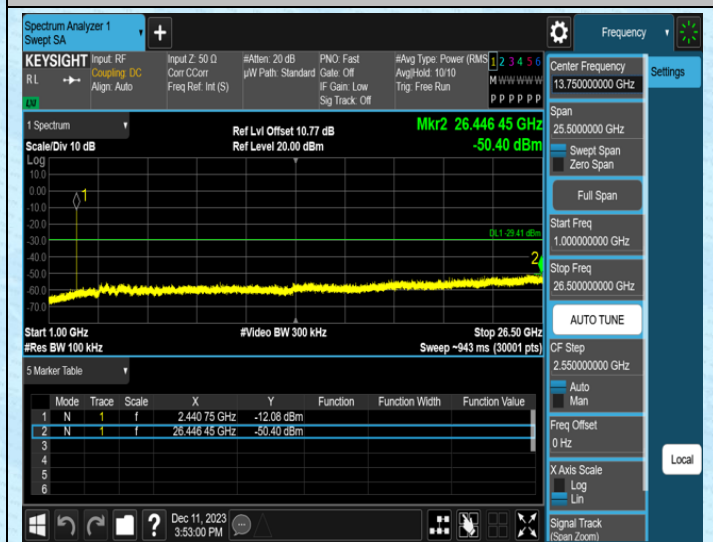 Spectrum Analyzer 1
Swept SA
+
Frequency
KEYSIGHT
RL
Input: RF
Coupling: DC
Align: Auto
Input Z: 50 Ω
Corr CCorr
Freq Ref: Int (S)
#Atten: 20 dB
µW Path: Standard
PNO: Fast
Gate: Off
IF Gain: Low
Sig Track: Off
#Avg Type: Power (RMS
Avg|Hold: 10/10
Trig: Free Run
1 2 3 4 5 6
M W W W W W
P P P P P P
Center Frequency
13.750000000 GHz
Settings
Span
25.5000000 GHz
Swept Span
Zero Span
Full Span
Start Freq
1.000000000 GHz
Stop Freq
26.500000000 GHz
AUTO TUNE
CF Step
2.550000000 GHz
Auto
Man
Freq Offset
0 Hz
X Axis Scale
Log
Lin
Signal Track
(Span Zoom)
Local
1 Spectrum
Scale/Div 10 dB
Ref Lvl Offset 10.77 dB
Ref Level 20.00 dBm
Mkr2 26.446 45 GHz
-50.40 dBm
Log
10.0
0.00
-10.0
-20.0
-30.0
-40.0
-50.0
-60.0
-70.0
1
DL1 -29.41 dBm
2
Start 1.00 GHz
#Res BW 100 kHz
#Video BW 300 kHz
Stop 26.50 GHz
Sweep ~943 ms (30001 pts)
5 Marker Table
Mode Trace Scale X Y Function Function Width Function Value
1 N 1 f 2.440 75 GHz -12.08 dBm
2 N 1 f 26.446 45 GHz -50.40 dBm
3
4
5
6
?
Dec 11, 2023
3:53:00 PM